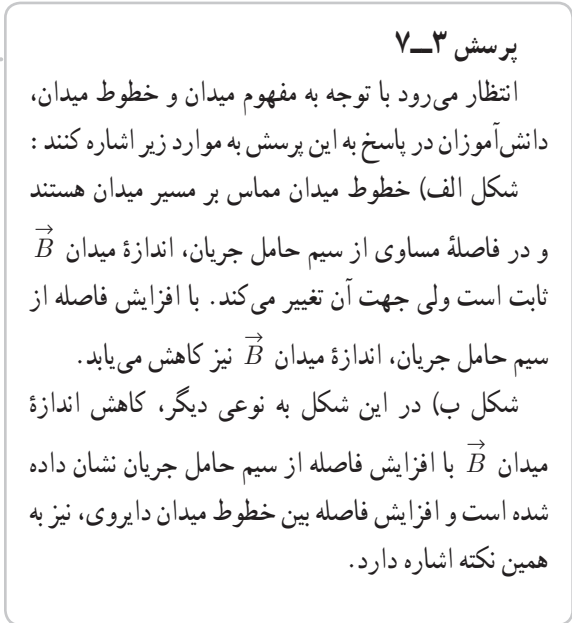 پرسش ۳ــ۷
انتظار می‌رود با توجه به مفهوم میدان و خطوط میدان،
دانش‌آموزان در پاسخ به این پرسش به موارد زیر اشاره کنند :
شکل الف) خطوط میدان مماس بر مسیر میدان هستند
و در فاصلهٔ مساوی از سیم حامل جریان، اندازهٔ میدان B⃗
ثابت است ولی جهت آن تغییر می‌کند. با افزایش فاصله از
سیم حامل جریان، اندازهٔ میدان B⃗ نیز کاهش می‌یابد.
شکل ب) در این شکل به نوعی دیگر، کاهش اندازهٔ
میدان B⃗ با افزایش فاصله از سیم حامل جریان نشان داده
شده است و افزایش فاصله بین خطوط میدان دایروی، نیز به
همین نکته اشاره دارد.